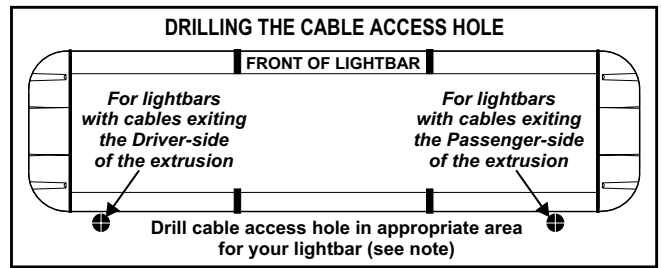 DRILLING THE CABLE ACCESS HOLE
FRONT OF LIGHTBAR
For lightbars
with cables exiting
the Driver-side
of the extrusion
For lightbars
with cables exiting
the Passenger-side
of the extrusion
Drill cable access hole in appropriate area
for your lightbar (see note)